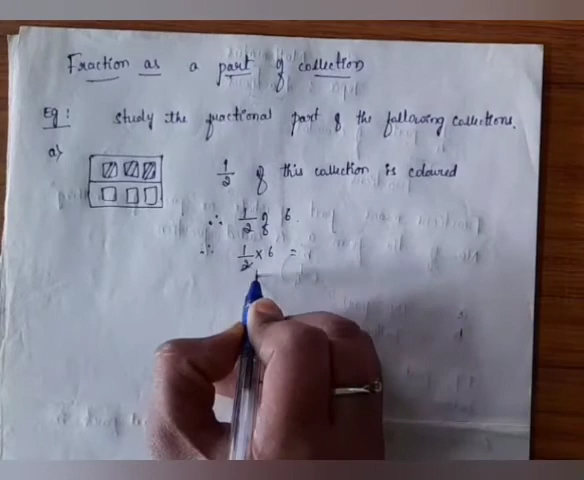 Fraction as a part of collection
Eg : Study the fractional part of the following collections.
a) 1/2 of this collection is coloured
∴ 1/2 of 6.
∴ 1/2 × 6 =